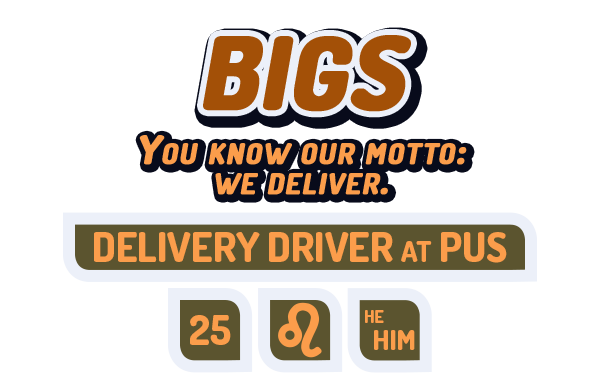 BIGS
YOU KNOW OUR MOTTO:
WE DELIVER.
DELIVERY DRIVER AT PUS
25 ♌ HE
HIM